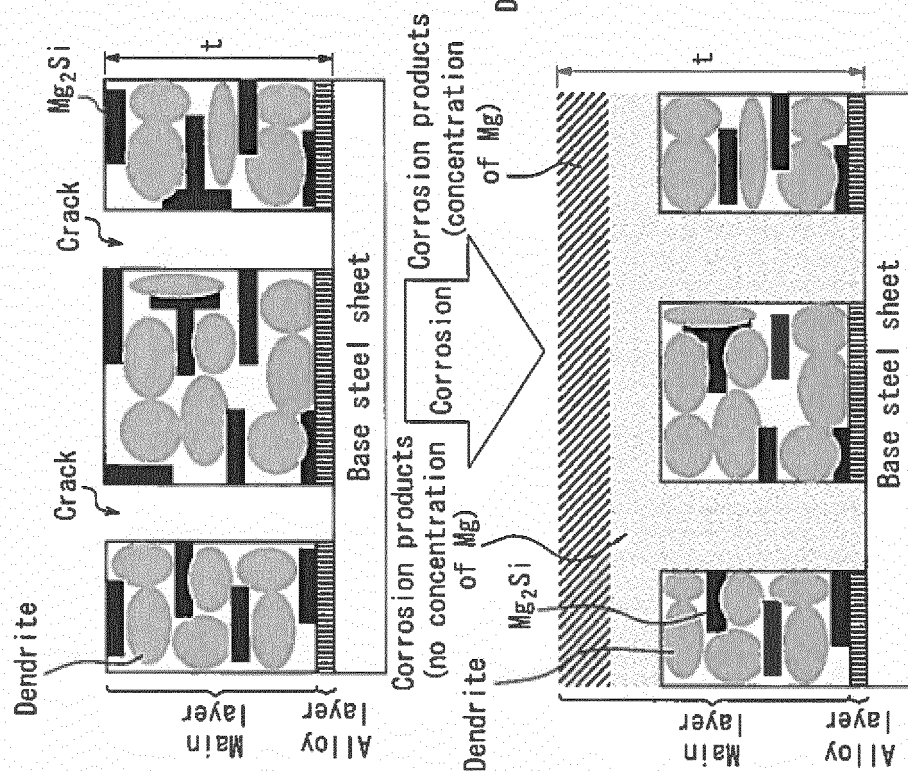 Dendrite
Crack
Crack
Mg₂Si
t
Main
layer
Alloy
layer
Base steel sheet
Corrosion products
(no concentration
of Mg)
Corrosion
Corrosion products
(concentration
of Mg)
Dendrite
Mg₂Si
t
Main
layer
Alloy
layer
Base steel sheet